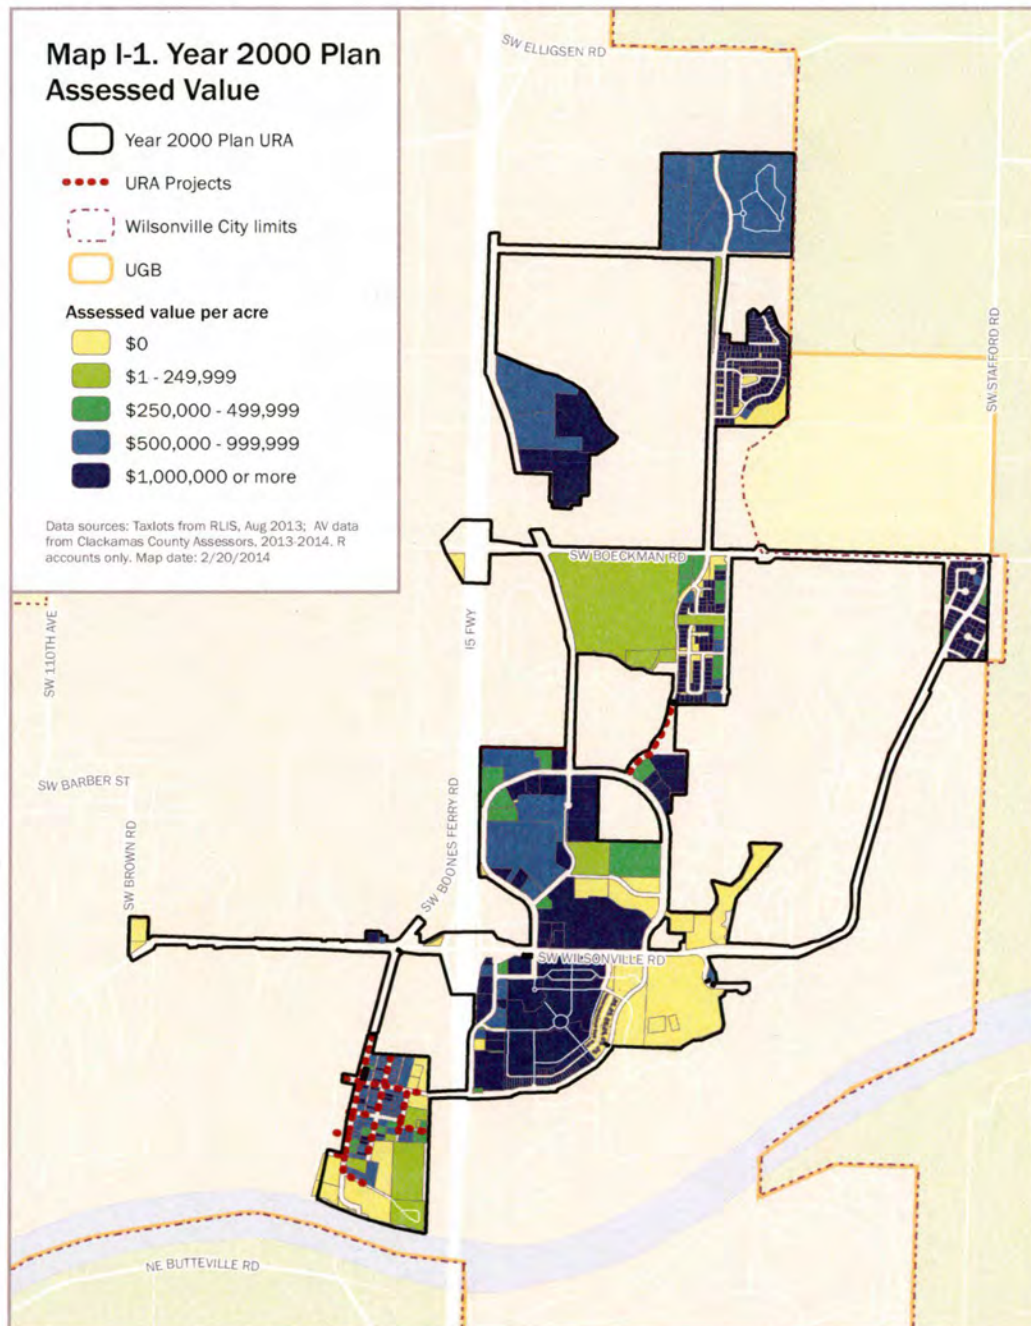 Map I-1. Year 2000 Plan
Assessed Value
Year 2000 Plan URA
URA Projects
Wilsonville City limits
UGB
Assessed value per acre
$0
$1 - 249,999
$250,000 - 499,999
$500,000 - 999,999
$1,000,000 or more
Data sources: Taxlots from RLIS, Aug 2013; AV data
from Clackamas County Assessors, 2013-2014. R
accounts only. Map date: 2/20/2014
SW ELLIGSEN RD
SW STAFFORD RD
SW BOECKMAN RD
I5 FWY
SW 110TH AVE
SW BARBER ST
SW BROWN RD
SW BOONES FERRY RD
SW WILSONVILLE RD
NE BUTTEVILLE RD